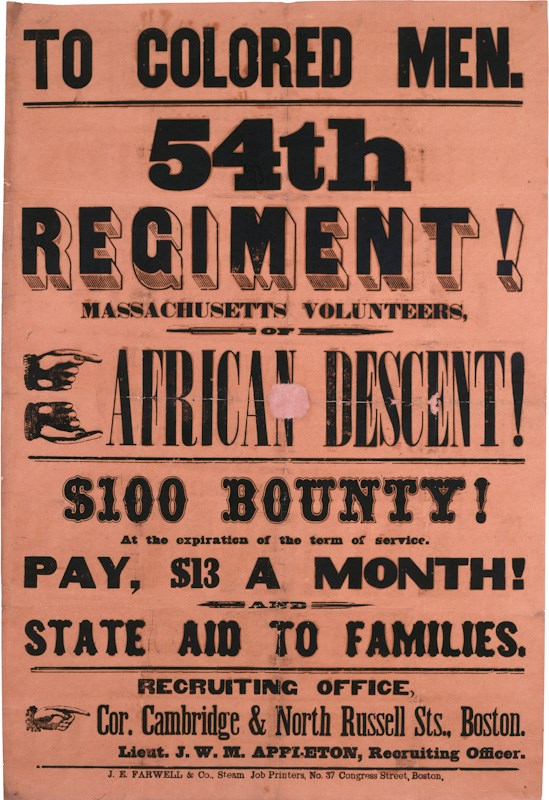 TO COLORED MEN.
54th
REGIMENT!
MASSACHUSETTS VOLUNTEERS,
OF
AFRICAN DESCENT!
$100 BOUNTY!
At the expiration of the term of service.
PAY, $13 A MONTH!
AND
STATE AID TO FAMILIES.
RECRUITING OFFICE,
Cor. Cambridge & North Russell Sts., Boston.
Lieut. J. W. M. APPLETON, Recruiting Officer.
J. E. FARWELL & Co., Steam Job Printers, No. 37 Congress Street, Boston,